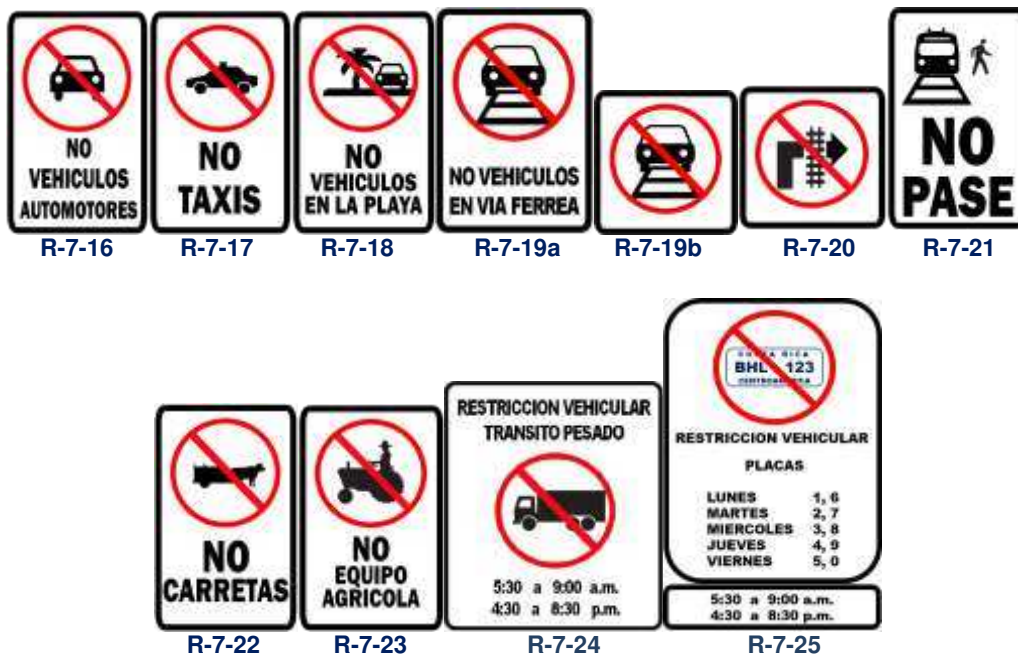 NO
VEHICULOS
AUTOMOTORES
NO
TAXIS
NO
VEHICULOS
EN LA PLAYA
NO VEHICULOS
EN VIA FERREA
NO
PASE
R-7-16
R-7-17
R-7-18
R-7-19a
R-7-19b
R-7-20
R-7-21
NO
CARRETAS
NO
EQUIPO
AGRICOLA
RESTRICCION VEHICULAR
TRANSITO PESADO
5:30 a 9:00 a.m.
4:30 a 8:30 p.m.
BHL 123
RESTRICCION VEHICULAR
PLACAS
LUNES 1, 6
MARTES 2, 7
MIERCOLES 3, 8
JUEVES 4, 9
VIERNES 5, 0
5:30 a 9:00 a.m.
4:30 a 8:30 p.m.
R-7-22
R-7-23
R-7-24
R-7-25